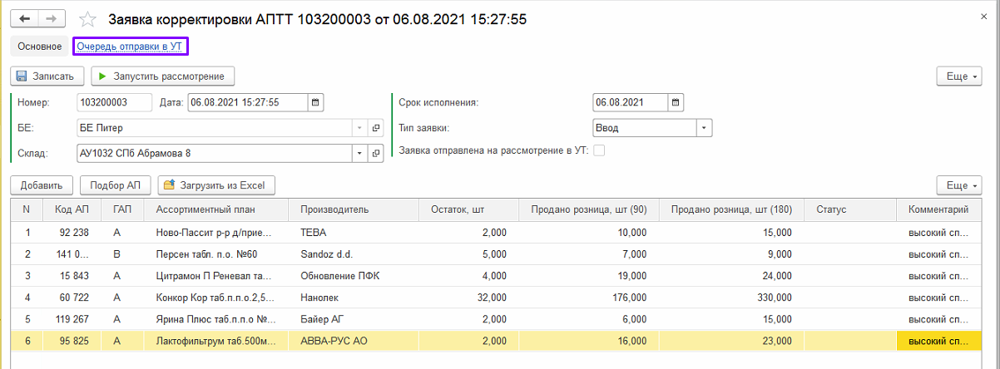 Заявка корректировки АПТТ 103200003 от 06.08.2021 15:27:55
Основное Очередь отправки в УТ
Записать Запустить рассмотрение Еще
Номер: 103200003 Дата: 06.08.2021 15:27:55 Срок исполнения: 06.08.2021
БЕ: БЕ Питер Тип заявки: Ввод
Склад: АУ1032 СПб Абрамова 8 Заявка отправлена на рассмотрение в УТ:
Добавить Подбор АП Загрузить из Excel Еще
N Код АП ГАП Ассортиментный план Производитель Остаток, шт Продано розница, шт (90) Продано розница, шт (180) Статус Комментарий
1 92 238 A Ново-Пассит р-р д/прие... ТЕВА 2,000 10,000 15,000 высокий сп...
2 141 0... B Персен табл. п.о. №60 Sandoz d.d. 5,000 7,000 9,000 высокий сп...
3 15 843 A Цитрамон П Реневал та... Обновление ПФК 4,000 19,000 24,000 высокий сп...
4 60 722 A Конкор Кор таб.п.п.о.2,5... Нанолек 32,000 176,000 330,000 высокий сп...
5 119 267 A Ярина Плюс таб.п.п.о №... Байер АГ 2,000 6,000 15,000 высокий сп...
6 95 825 A Лактофильтрум таб.500м... АВВА-РУС АО 2,000 16,000 23,000 высокий сп...